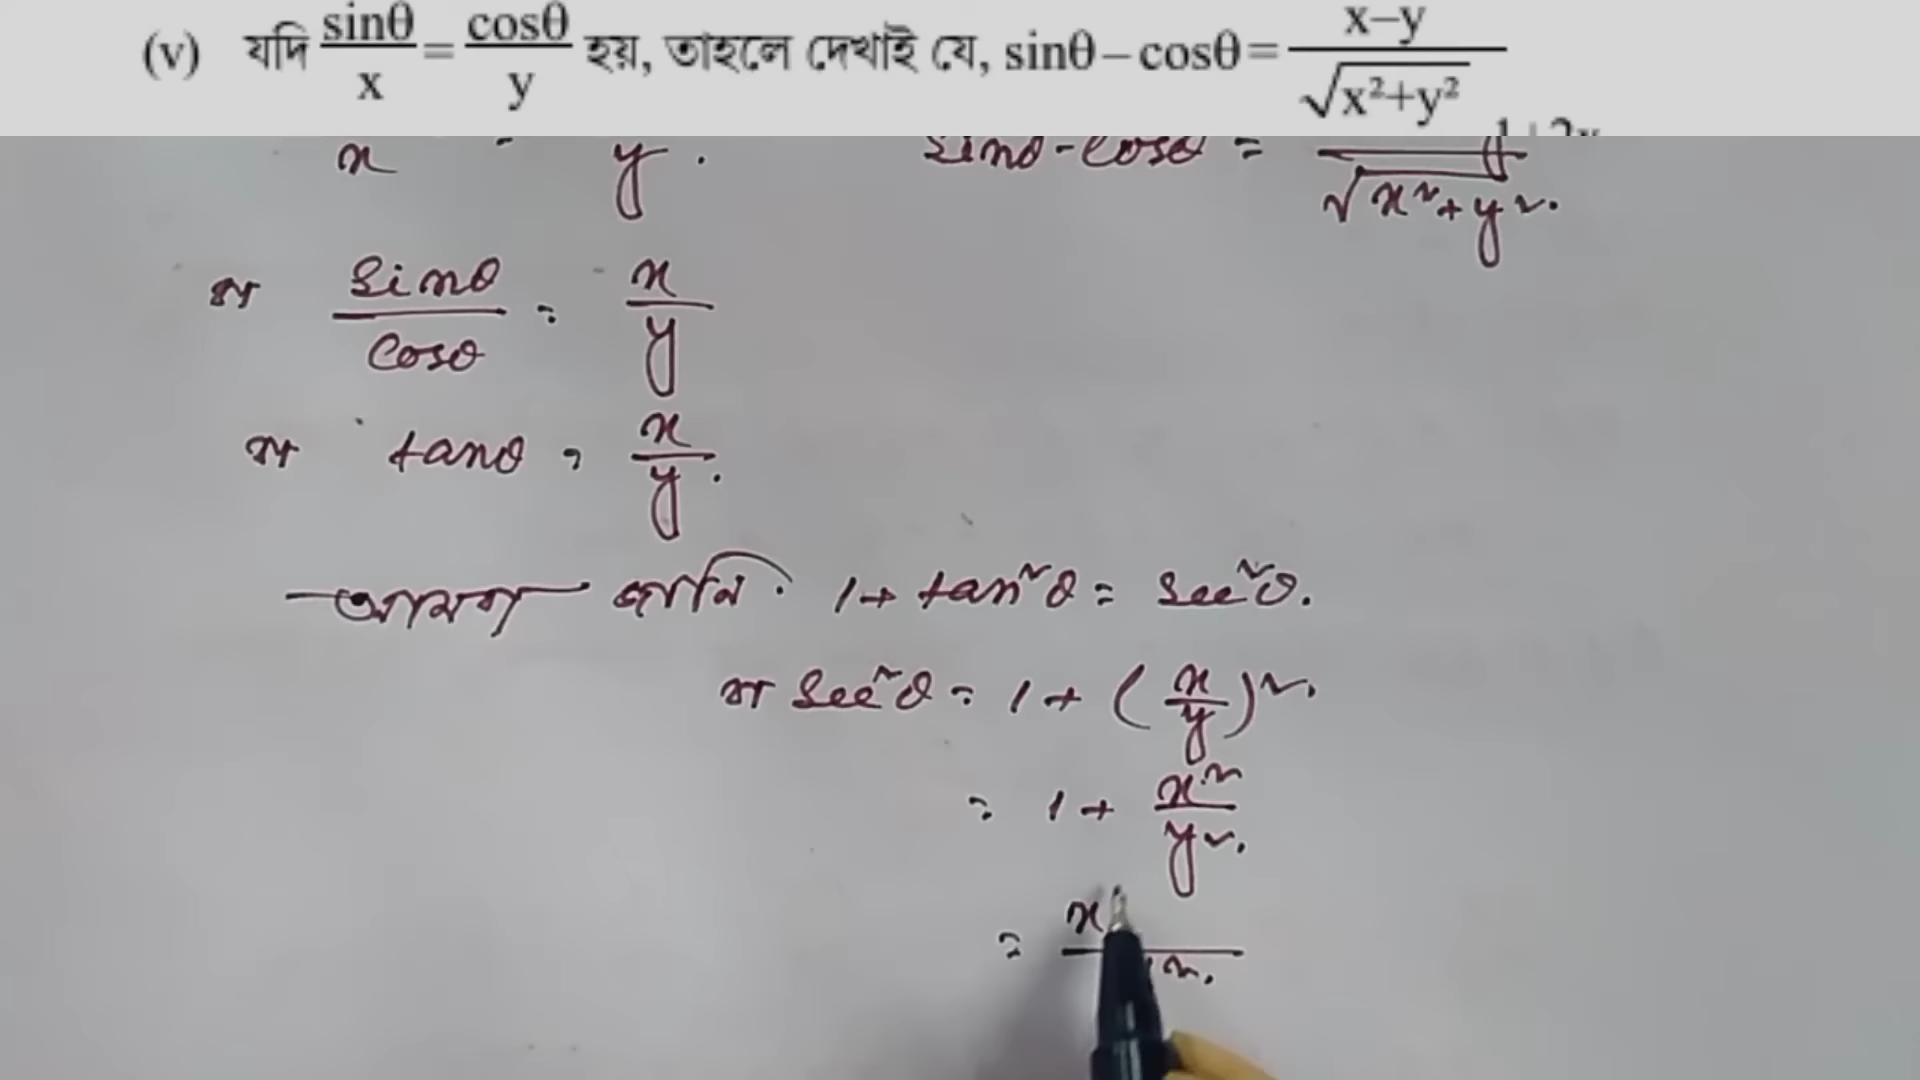 (v) যদি sinθ/x = cosθ/y হয়, তাহলে দেখাই যে, sinθ – cosθ = x–y/√x²+y²
x = y . sinθ - cosθ = /√x²+y².
বা sinθ/cosθ = x/y
বা tanθ = x/y.
আমরা জানি. 1 + tan²θ = sec²θ.
বা sec²θ = 1 + (x/y)².
= 1 + x²/y².
= x